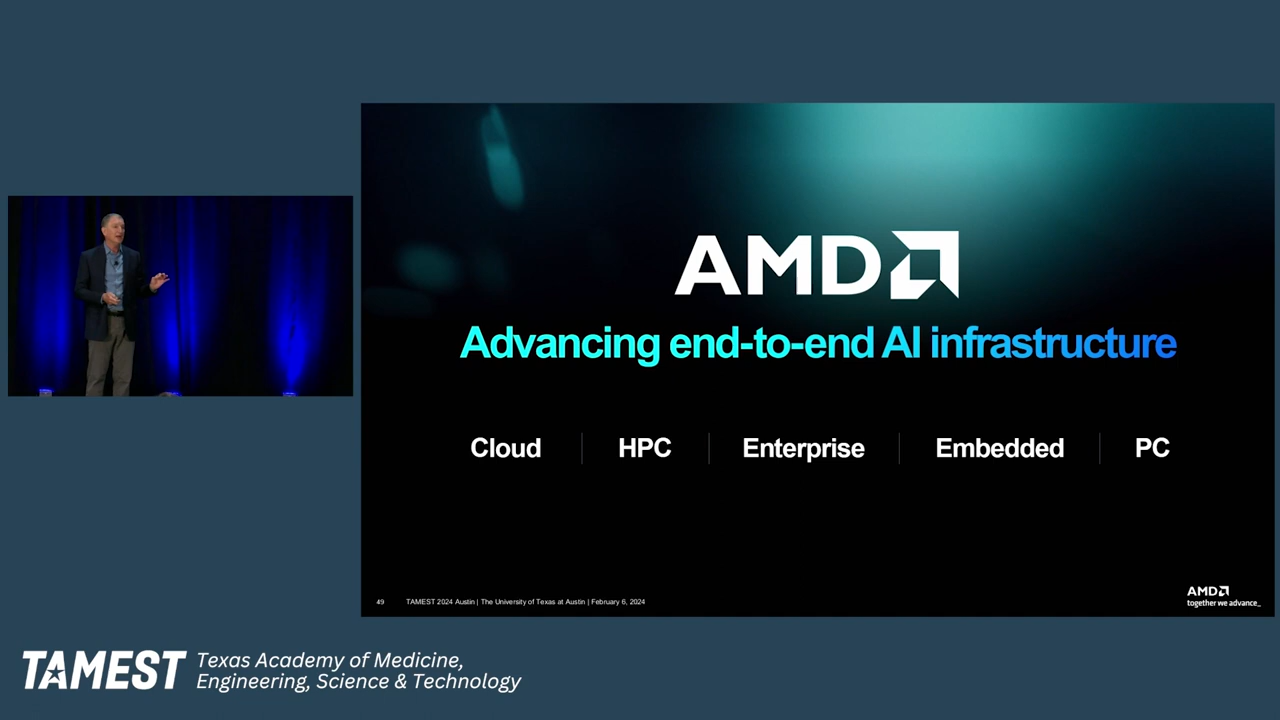 AMD
Advancing end-to-end AI infrastructure
Cloud
HPC
Enterprise
Embedded
PC
49
TAMEST 2024 Austin | The University of Texas at Austin | February 6, 2024
AMD
together we advance_
TAMEST
Texas Academy of Medicine,
Engineering, Science & Technology